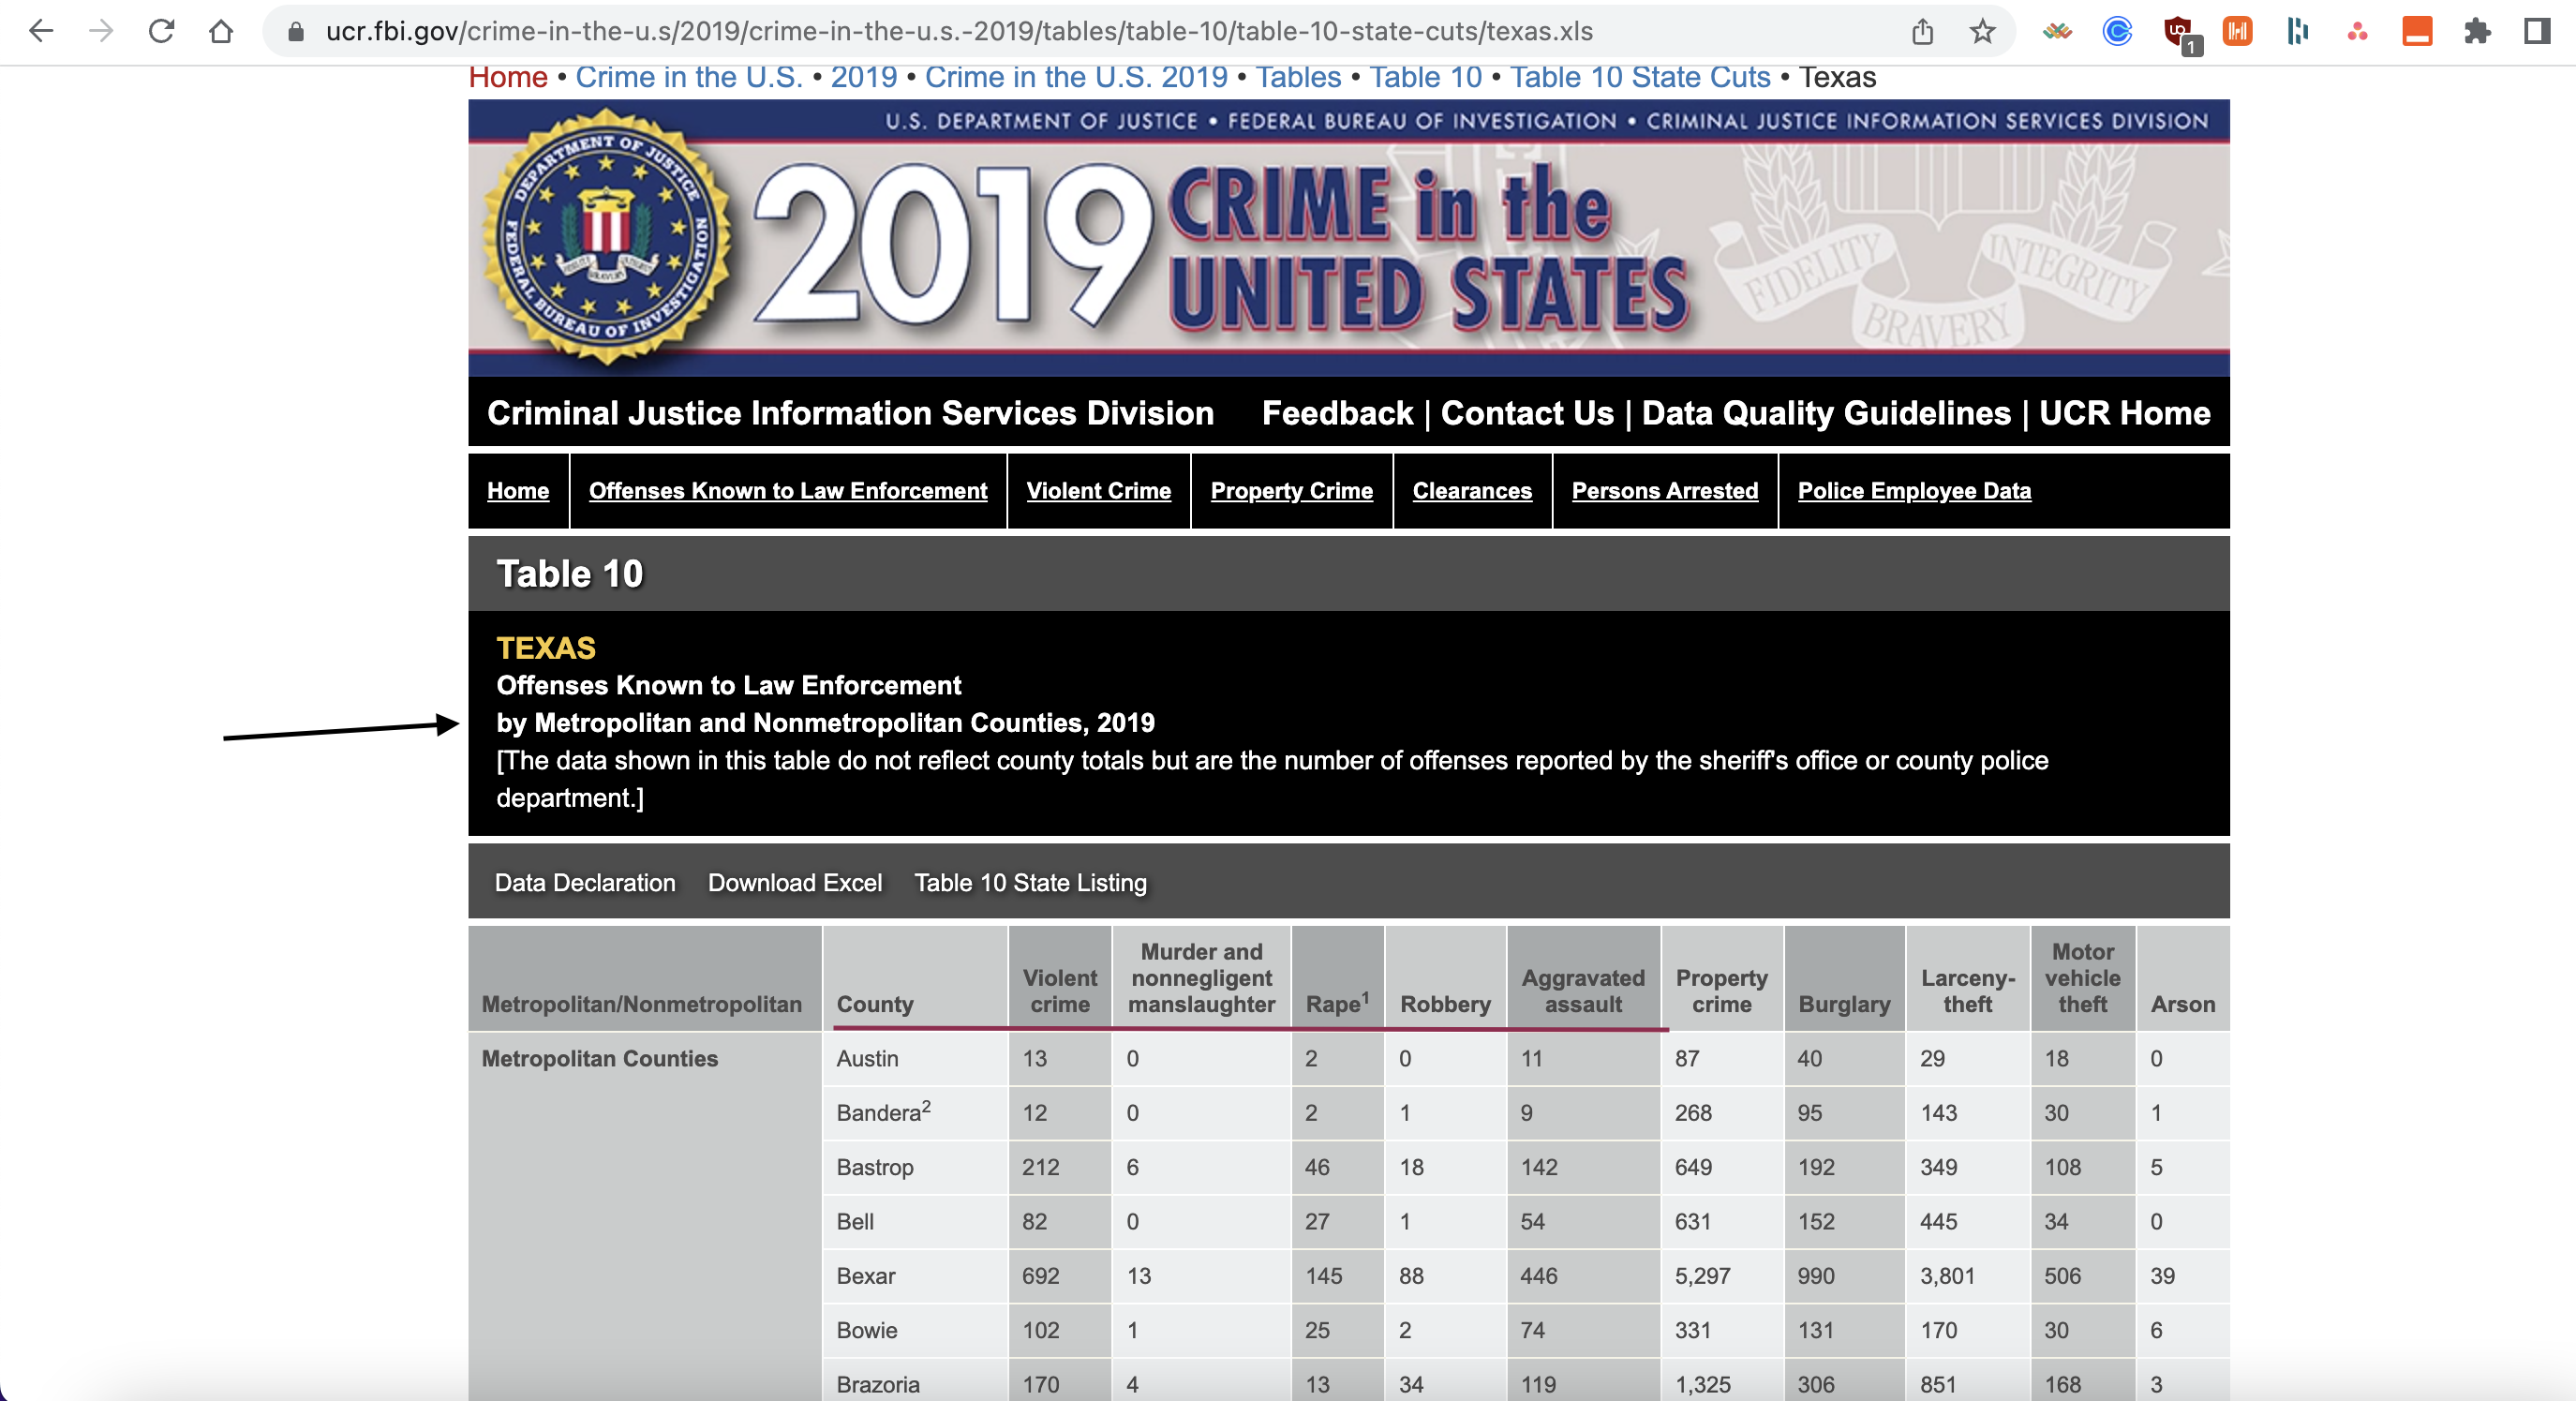 ucr.fbi.gov/crime-in-the-u.s/2019/crime-in-the-u.s.-2019/tables/table-10/table-10-state-cuts/texas.xls
1
Home • Crime in the U.S. • 2019 • Crime in the U.S. 2019 • Tables • Table 10 • Table 10 State Cuts • Texas
U.S. DEPARTMENT OF JUSTICE • FEDERAL BUREAU OF INVESTIGATION • CRIMINAL JUSTICE INFORMATION SERVICES DIVISION
DEPARTMENT OF JUSTICE
FEDERAL BUREAU OF INVESTIGATION
2019 CRIME in the
UNITED STATES
FIDELITY BRAVERY INTEGRITY
Criminal Justice Information Services Division Feedback | Contact Us | Data Quality Guidelines | UCR Home
Home Offenses Known to Law Enforcement Violent Crime Property Crime Clearances Persons Arrested Police Employee Data
Table 10
TEXAS
Offenses Known to Law Enforcement
by Metropolitan and Nonmetropolitan Counties, 2019
[The data shown in this table do not reflect county totals but are the number of offenses reported by the sheriff's office or county police
department.]
Data Declaration Download Excel Table 10 State Listing
Metropolitan/Nonmetropolitan County Violent crime Murder and nonnegligent manslaughter Rape1 Robbery Aggravated assault Property crime Burglary Larceny-theft Motor vehicle theft Arson
Metropolitan Counties Austin 13 0 2 0 11 87 40 29 18 0
Bandera2 12 0 2 1 9 268 95 143 30 1
Bastrop 212 6 46 18 142 649 192 349 108 5
Bell 82 0 27 1 54 631 152 445 34 0
Bexar 692 13 145 88 446 5,297 990 3,801 506 39
Bowie 102 1 25 2 74 331 131 170 30 6
Brazoria 170 4 13 34 119 1,325 306 851 168 3